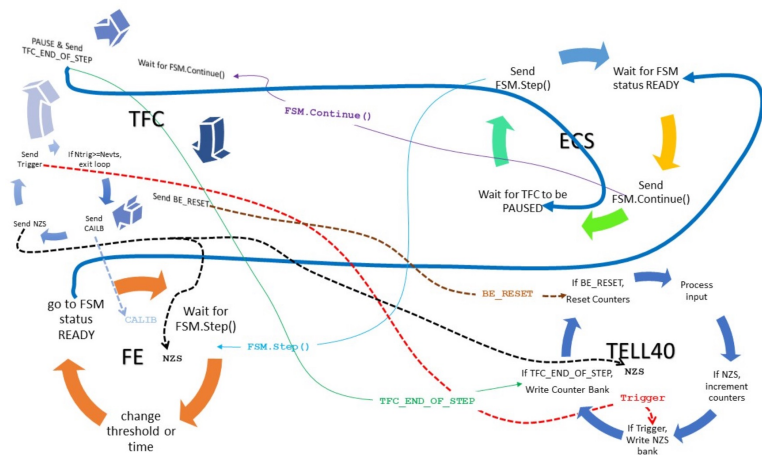 PAUSE & Send
TFC_END_OF_STEP
Wait for FSM.Continue()
TFC
Send
Trigger
If Ntrig>=Nevts,
exit loop
Send NZS
Send
CAILB
Send BE_RESET
FSM.Continue()
Send
FSM.Step()
Wait for FSM
status READY
ECS
Wait for TFC to be
PAUSED
Send
FSM.Continue()
go to FSM
status
READY
CALIB
Wait for
FSM.Step()
FE
NZS
FSM.Step()
change
threshold or
time
TFC_END_OF_STEP
BE_RESET
If BE_RESET,
Reset Counters
Process
input
TELL40
NZS
If TFC_END_OF_STEP,
Write Counter Bank
If NZS,
increment
counters
Trigger
If Trigger,
Write NZS
bank